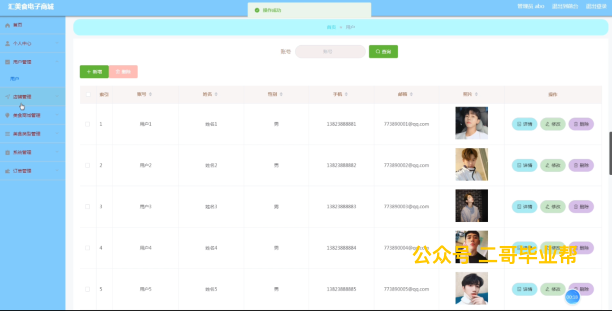 汇美食电子商城
管理员 abo 退出到前台 退出登录
操作成功
首页
个人中心
用户管理
用户
店铺管理
美食商城管理
美食类型管理
系统管理
订单管理
首页 > 用户
账号 账号 查询
+ 新增 删除
索引 账号 姓名 性别 手机 邮箱 照片 操作
1 用户1 姓名1 男 13823888881 773890001@qq.com 详情 修改 删除
2 用户2 姓名2 男 13823888882 773890002@qq.com 详情 修改 删除
3 用户3 姓名3 男 13823888883 773890003@qq.com 详情 修改 删除
4 用户4 姓名4 男 13823888884 773890004@qq.com 详情 修改 删除
公众号 二哥毕业帮
5 用户5 姓名5 男 13823888885 773890005@qq.com 详情 修改 删除